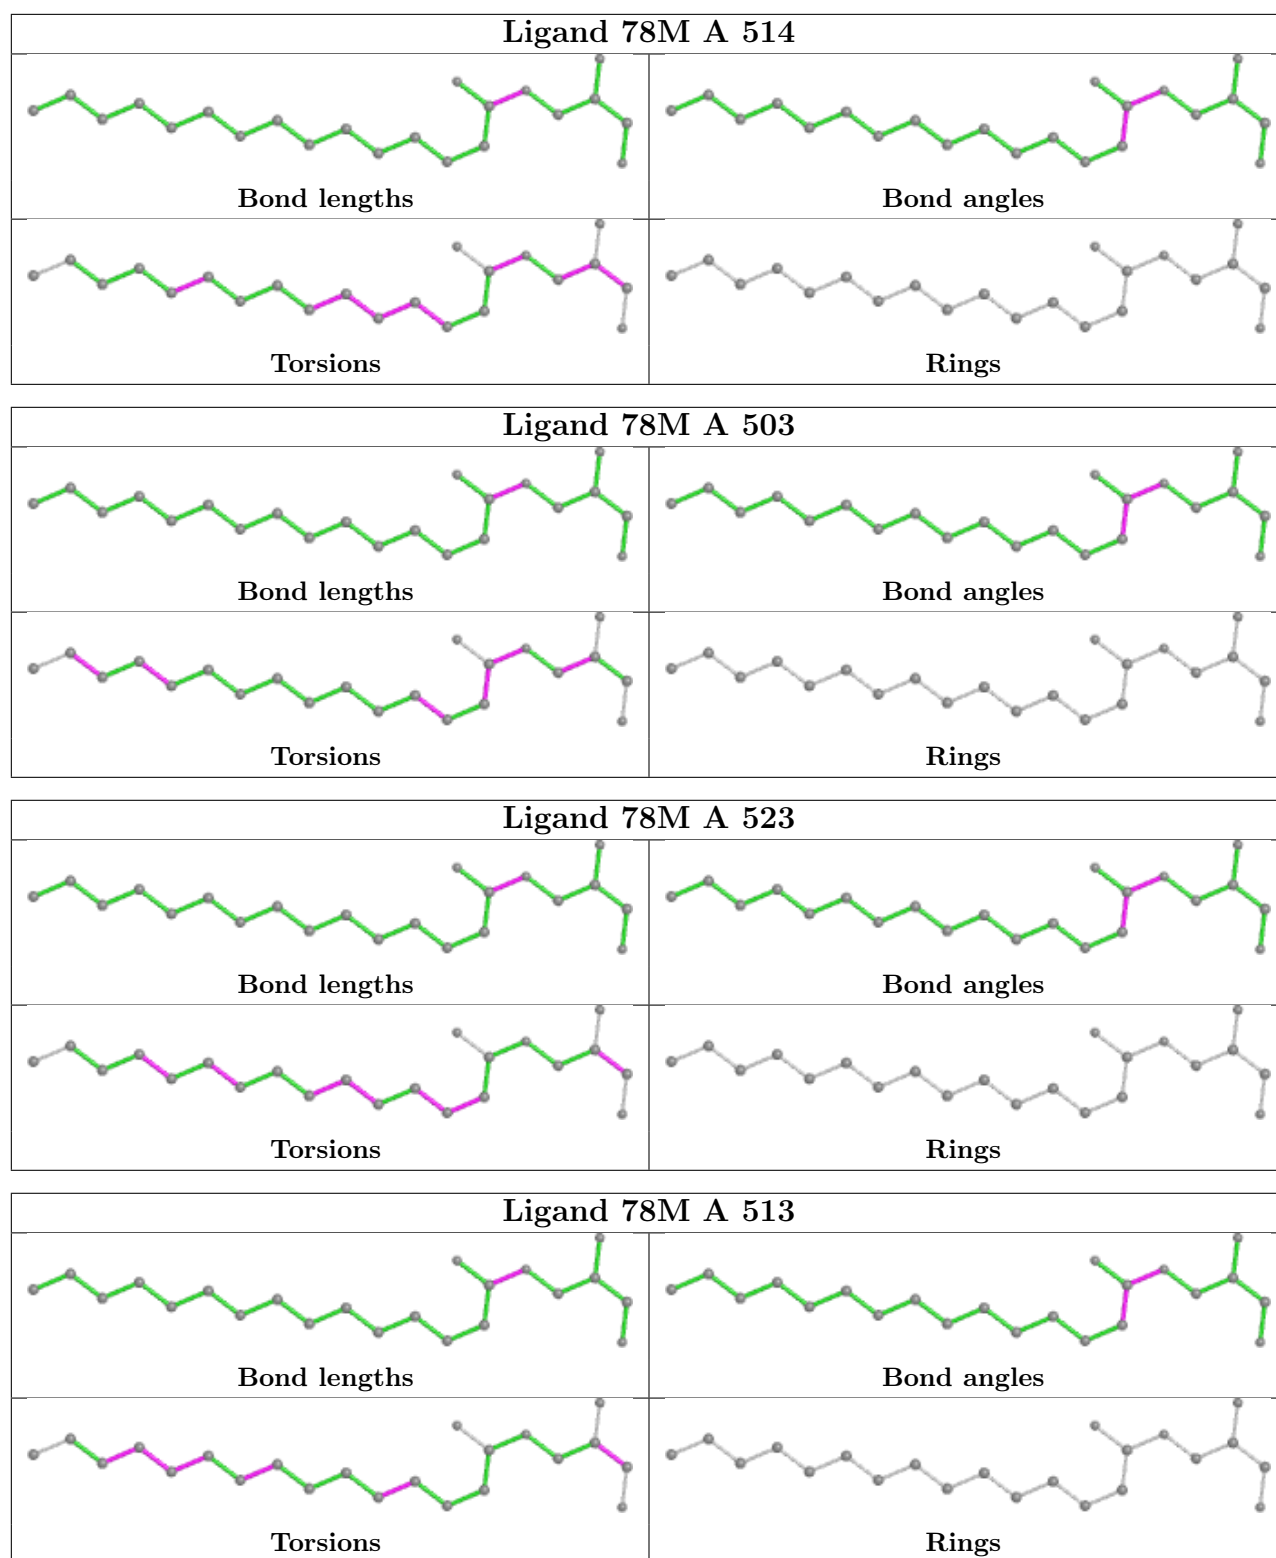 Ligand 78M A 514
Bond lengths
Bond angles
Torsions
Rings
Ligand 78M A 503
Bond lengths
Bond angles
Torsions
Rings
Ligand 78M A 523
Bond lengths
Bond angles
Torsions
Rings
Ligand 78M A 513
Bond lengths
Bond angles
Torsions
Rings